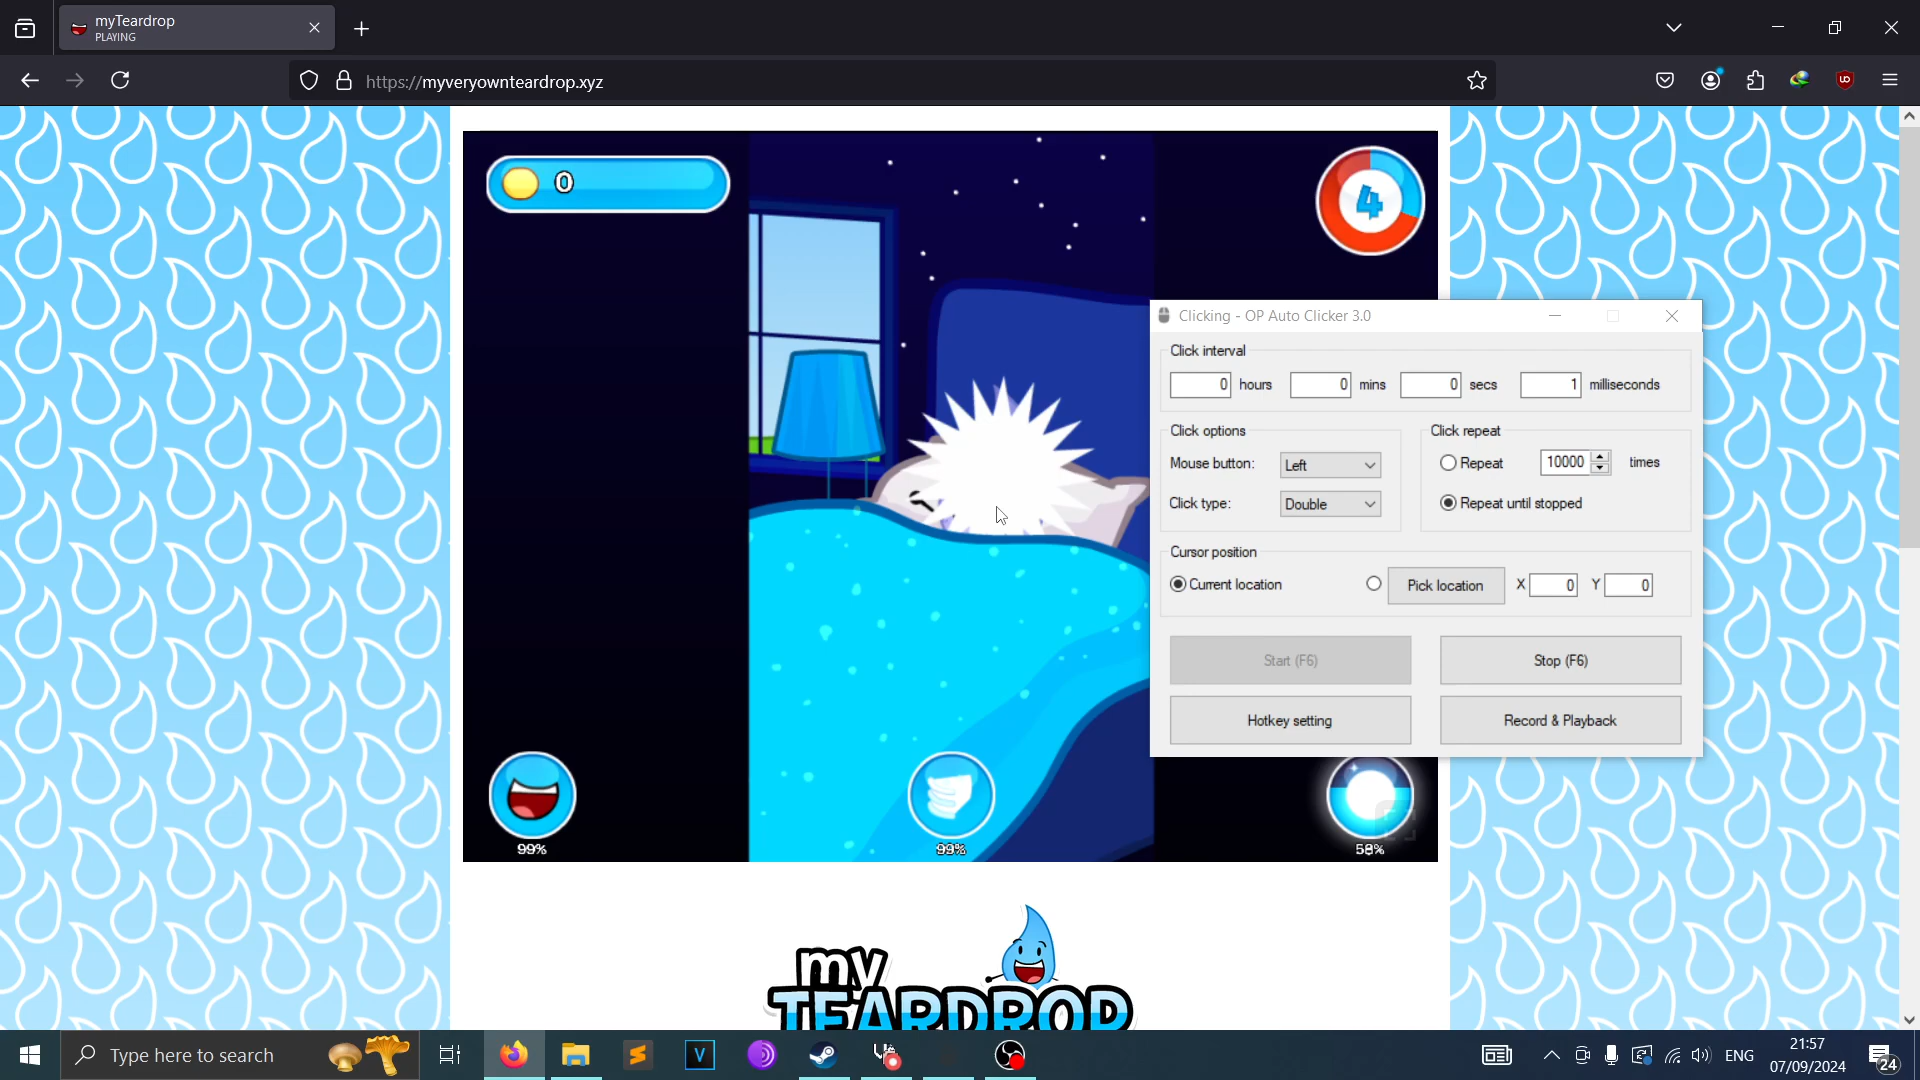 myTeardrop
PLAYING
https://myveryownteardrop.xyz
0
4
Clicking - OP Auto Clicker 3.0
Click interval
0 hours 0 mins 0 secs 1 milliseconds
Click options
Mouse button: Left
Click type: Double
Click repeat
Repeat 10000 times
Repeat until stopped
Cursor position
Current location
Pick location X 0 Y 0
Start (F6)
Stop (F6)
Hotkey setting
Record & Playback
99%
99%
58%
my
TEARDROP
Type here to search
V
ENG
21:57
07/09/2024
24